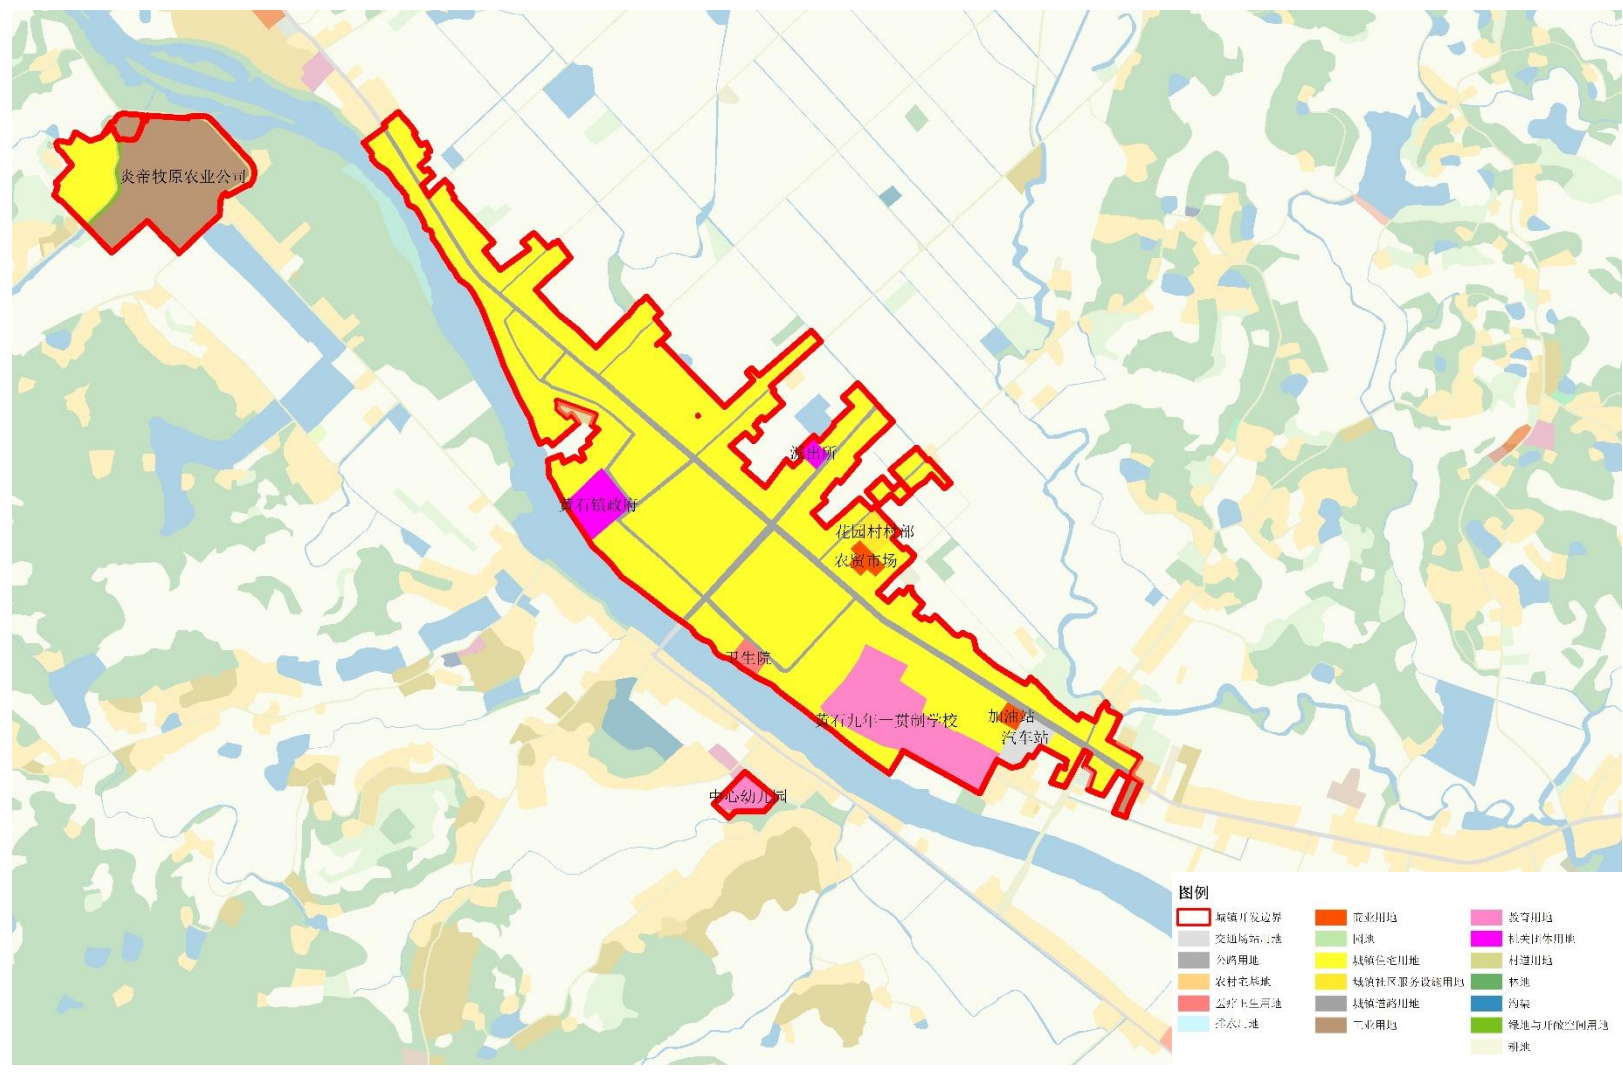 炎帝牧原农业公司
派出所
黄石镇政府
花园村村部
农贸市场
卫生院
黄石九年一贯制学校
加油站
汽车站
中心幼儿园
图例
城镇开发边界
商业用地
教育用地
交通场站用地
园地
机关团体用地
公路用地
城镇住宅用地
村道用地
农村宅基地
城镇社区服务设施用地
林地
医疗卫生用地
城镇道路用地
沟渠
排水用地
工业用地
绿地与开敞空间用地
耕地